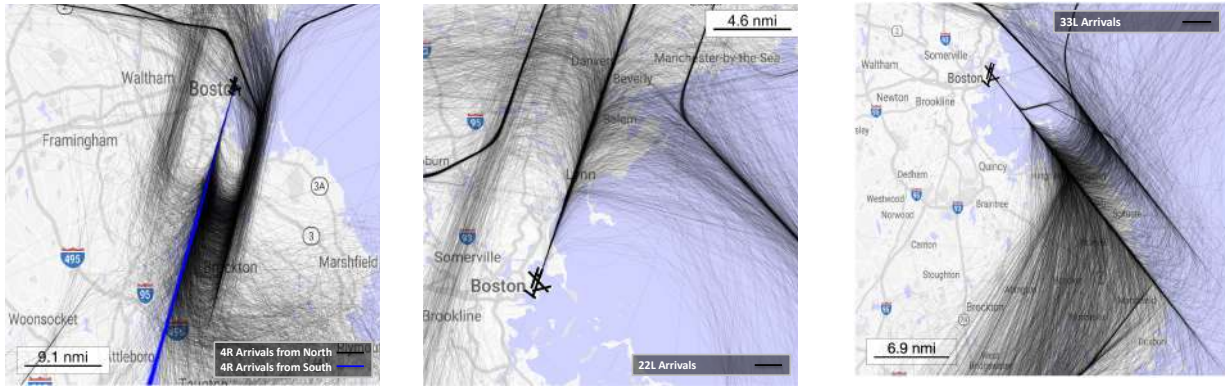 2
Waltham
Boston
Framingham
3A
3
495
Brockton
Marshfield
95
Woonsocket
Attleboro
Taunton
9.1 nmi
4R Arrivals from North
4R Arrivals from South
4.6 nmi
Danvers
Manchester-by-the-Sea
Beverly
95
Salem
Lynn
93
Somerville
Boston
Brookline
22L Arrivals
33L Arrivals
Somerville
Waltham
Boston
Newton
Brookline
Quincy
Dedham
Westwood
Norwood
Braintree
Canton
Stoughton
Brockton
6.9 nmi